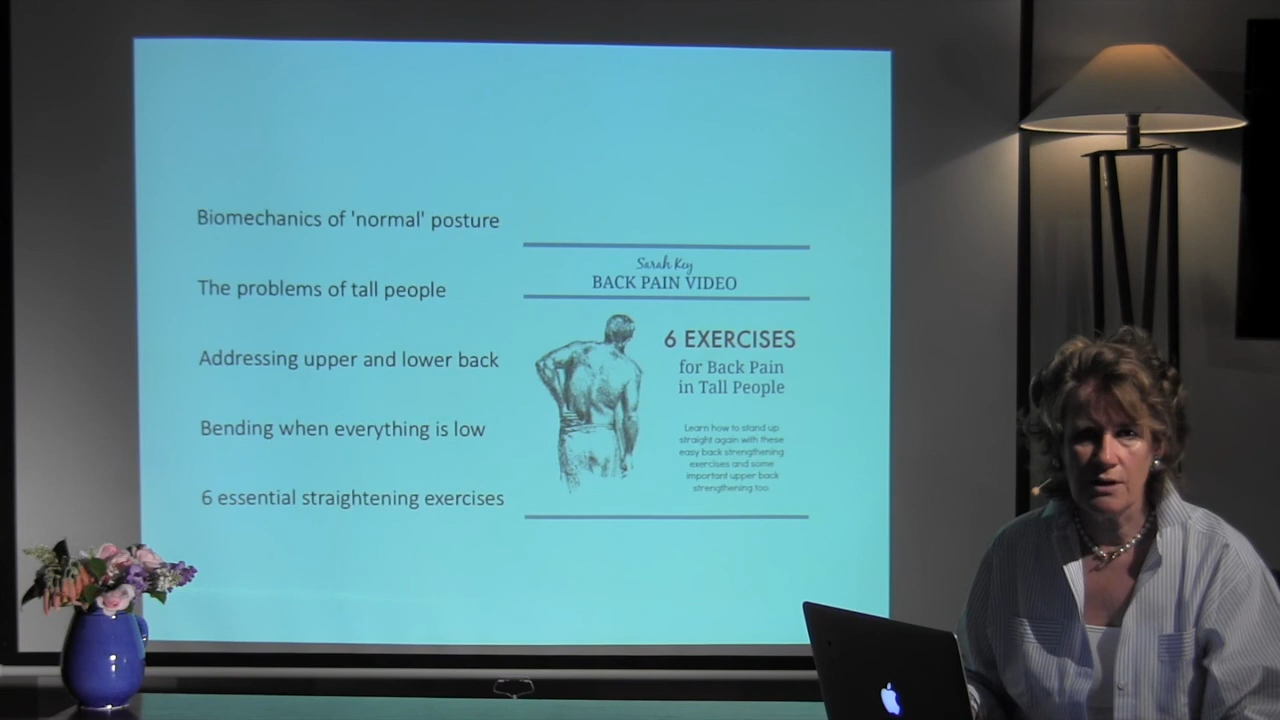 Biomechanics of 'normal' posture
The problems of tall people
Addressing upper and lower back
Bending when everything is low
6 essential straightening exercises
Sarah Key
BACK PAIN VIDEO
6 EXERCISES
for Back Pain
in Tall People
Learn how to stand up
straight again with these
easy back strengthening
exercises and some
important upper back
strengthening too.